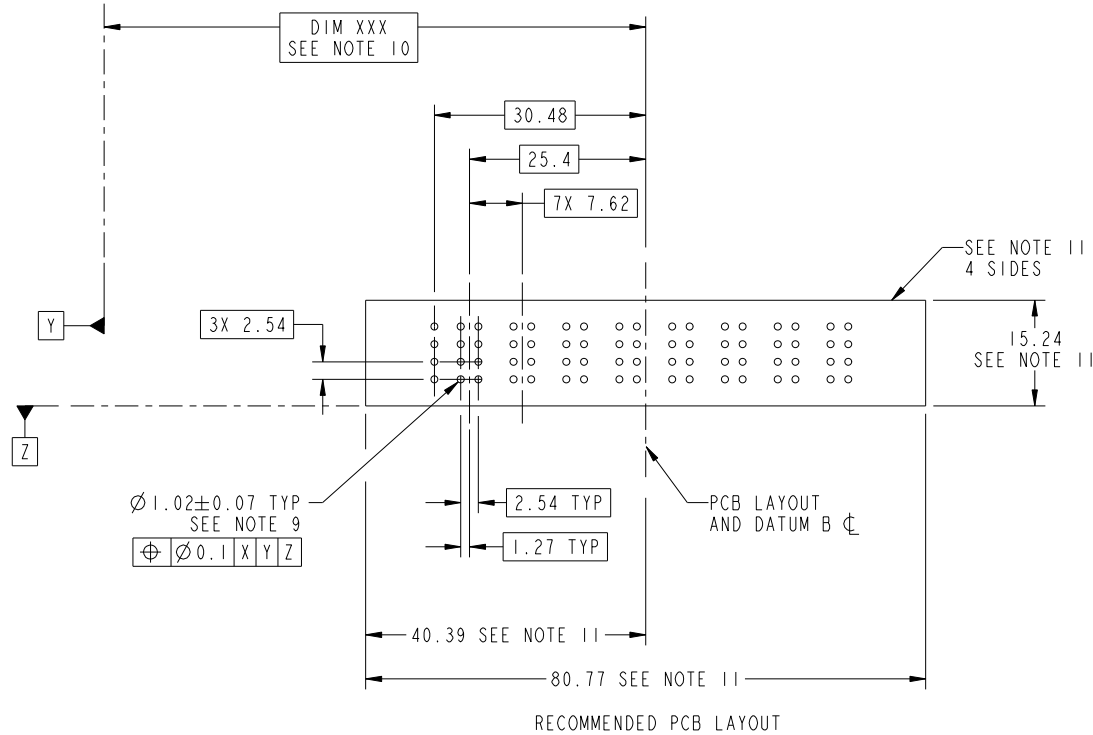 DIM XXX
SEE NOTE 10
30.48
25.4
7X 7.62
SEE NOTE 11
4 SIDES
Y
3X 2.54
15.24
SEE NOTE 11
Z
Ø1.02±0.07 TYP
SEE NOTE 9
⌖ Ø0.1 X Y Z
2.54 TYP
1.27 TYP
PCB LAYOUT
AND DATUM B ℄
40.39 SEE NOTE 11
80.77 SEE NOTE 11
RECOMMENDED PCB LAYOUT